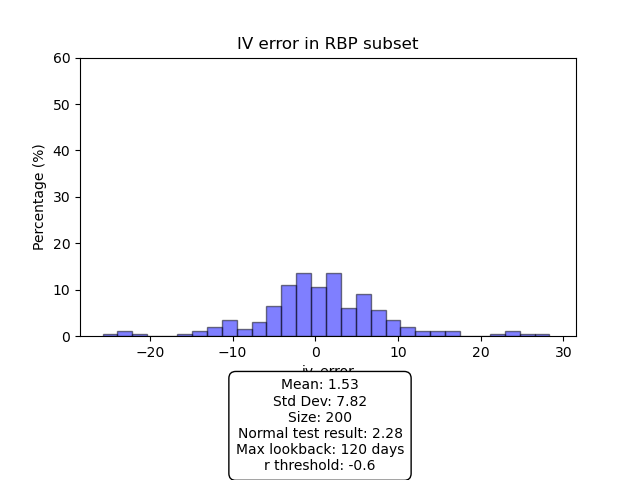 IV error in RBP subset
60
50
40
30
20
10
0
Percentage (%)
−20
−10
0
10
20
30
iv_error
Mean: 1.53
Std Dev: 7.82
Size: 200
Normal test result: 2.28
Max lookback: 120 days
r threshold: -0.6